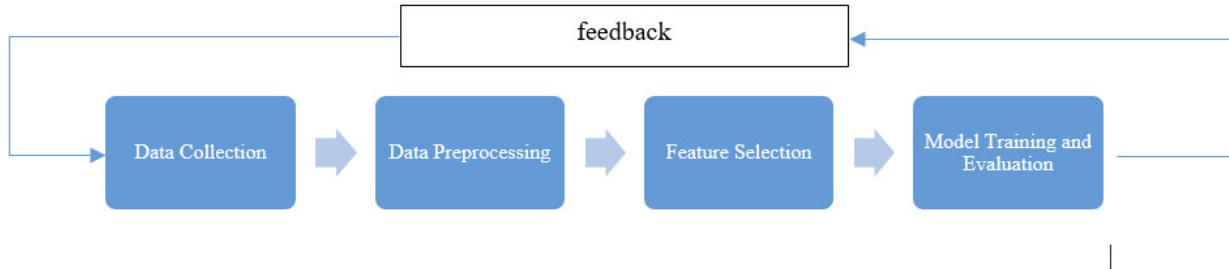 feedback
Data Collection
Data Preprocessing
Feature Selection
Model Training and
Evaluation